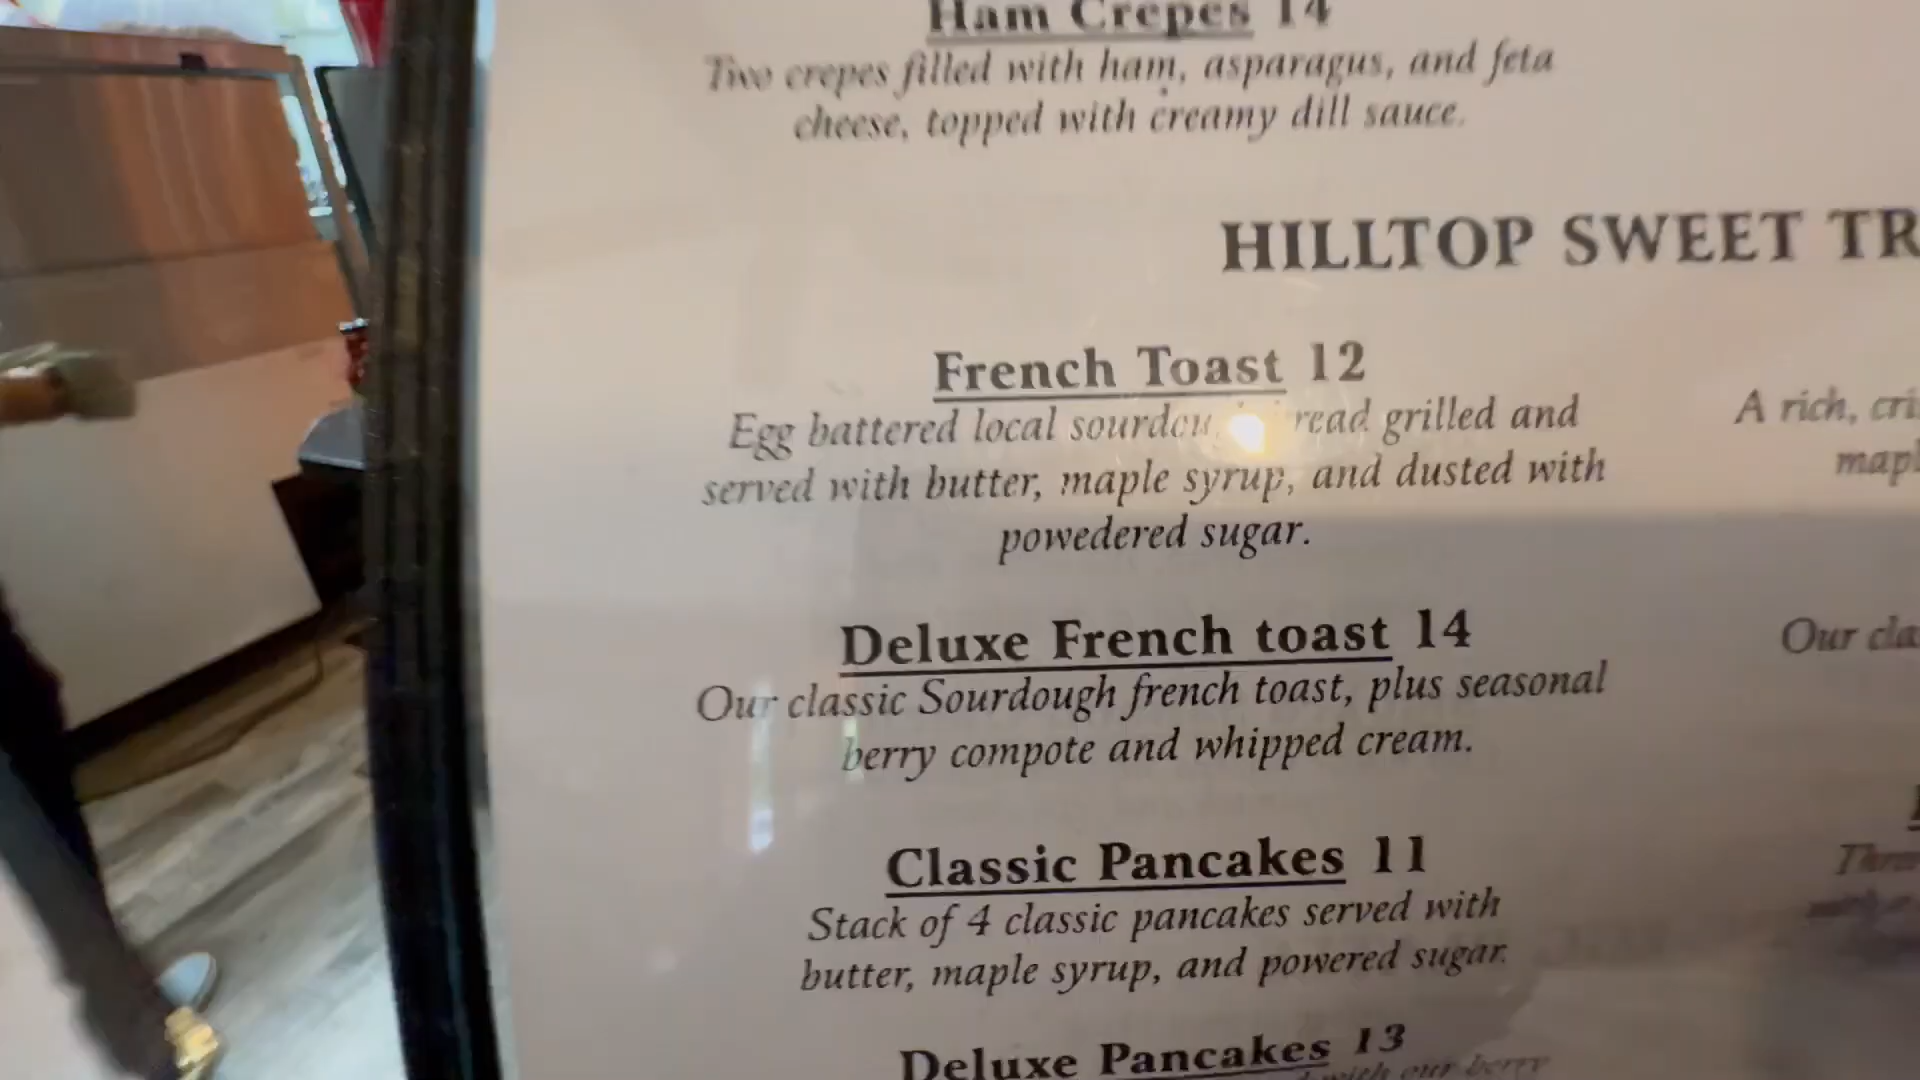 Ham Crepes 14
Two crepes filled with ham, asparagus, and feta
cheese, topped with creamy dill sauce.
HILLTOP SWEET TR
French Toast 12
Egg battered local grilled and
served with butter, maple syrup, and dusted with
powedered sugar.
Deluxe French toast 14
Our classic Sourdough french toast, plus seasonal
berry compote and whipped cream.
Classic Pancakes 11
Stack of 4 classic pancakes served with
butter, maple syrup, and powered sugar.
Deluxe Pancakes 13
with our berry
A rich, cri
mapl
Our cla